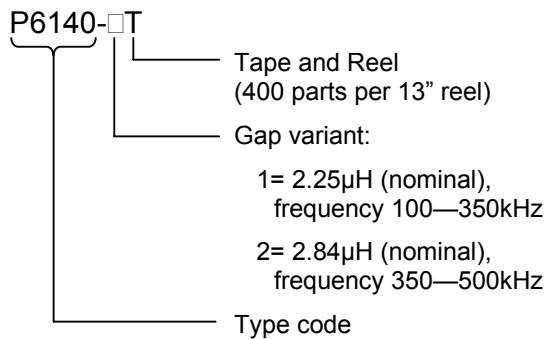 P6140-□T
Tape and Reel
(400 parts per 13” reel)
Gap variant:
1= 2.25µH (nominal),
frequency 100—350kHz
2= 2.84µH (nominal),
frequency 350—500kHz
Type code